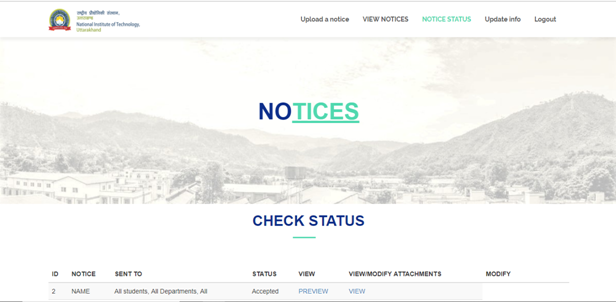 राष्ट्रीय प्रौद्योगिकी संस्थान,
उत्तराखण्ड
National Institute of Technology,
Uttarakhand
Upload a notice VIEW NOTICES NOTICE STATUS Update info Logout
NOTICES
CHECK STATUS
ID NOTICE SENT TO STATUS VIEW VIEW/MODIFY ATTACHMENTS MODIFY
2 NAME All students, All Departments, All Accepted PREVIEW VIEW